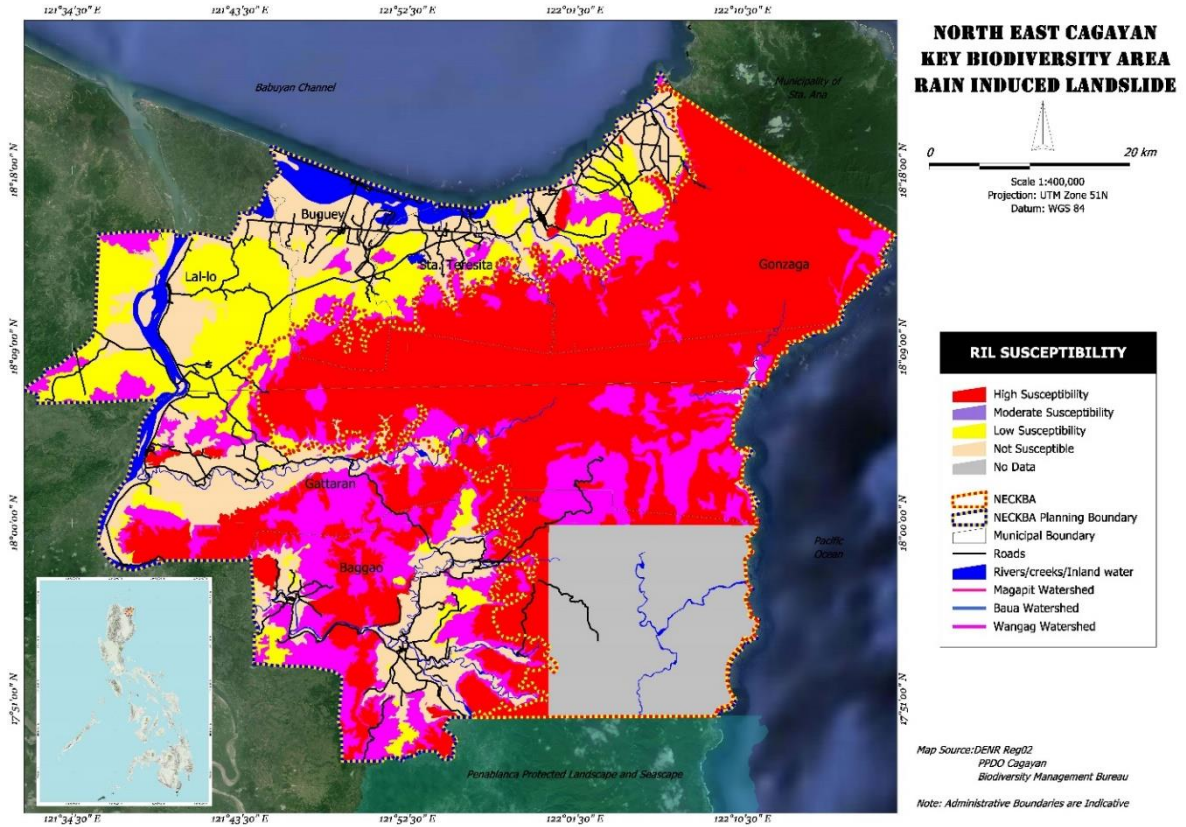 121°34'30" E
121°43'30" E
121°52'30" E
122°01'30" E
122°10'30" E
NORTH EAST CAGAYAN
KEY BIODIVERSITY AREA
RAIN INDUCED LANDSLIDE
0
20 km
Scale 1:400,000
Projection: UTM Zone 51N
Datum: WGS 84
Babuyan Channel
Municipality of
Sta. Ana
18°18'00" N
18°18'00" N
Buguey
Lal-lo
Sta. Teresita
Gonzaga
18°09'00" N
18°09'00" N
RIL SUSCEPTIBILITY
High Susceptibility
Moderate Susceptibility
Low Susceptibility
Not Susceptible
No Data
NECKBA
NECKBA Planning Boundary
Municipal Boundary
Roads
Rivers/creeks/Inland water
Magapit Watershed
Baua Watershed
Wangag Watershed
Gattaran
18°00'00" N
18°00'00" N
Pacific
Ocean
Baggao
17°51'00" N
17°51'00" N
Penablanca Protected Landscape and Seascape
Map Source:DENR Reg02
PPDO Cagayan
Biodiversity Management Bureau
Note: Administrative Boundaries are Indicative
121°34'30" E
121°43'30" E
121°52'30" E
122°01'30" E
122°10'30" E